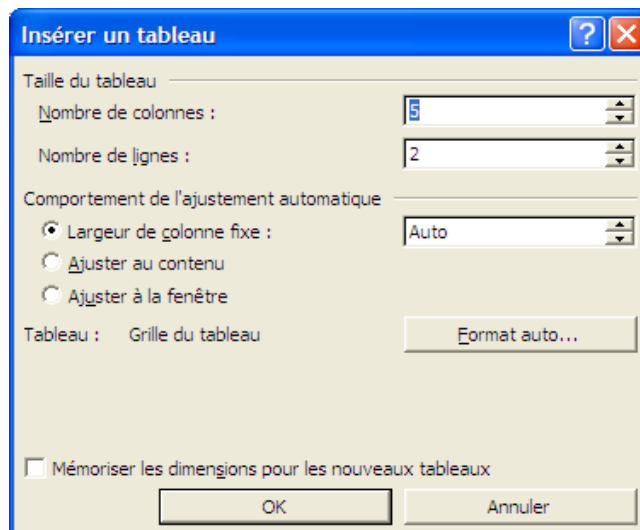 Insérer un tableau
?
Taille du tableau
Nombre de colonnes : 5
Nombre de lignes : 2
Comportement de l'ajustement automatique
Largeur de colonne fixe : Auto
Ajuster au contenu
Ajuster à la fenêtre
Tableau : Grille du tableau Format auto...
Mémoriser les dimensions pour les nouveaux tableaux
OK Annuler